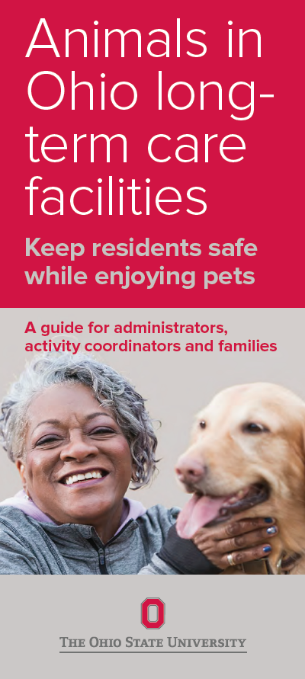 Animals in
Ohio long-
term care
facilities
Keep residents safe
while enjoying pets
A guide for administrators,
activity coordinators and families
O
THE OHIO STATE UNIVERSITY